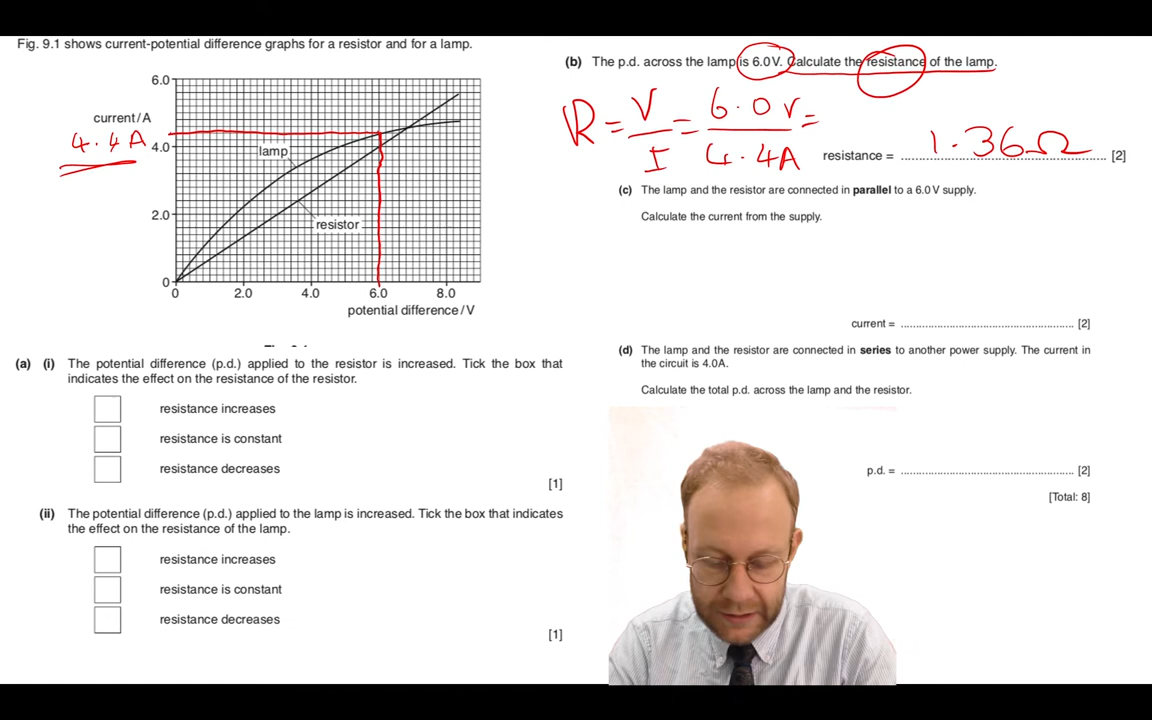 Fig. 9.1 shows current-potential difference graphs for a resistor and for a lamp.
6.0
current/A
4.4A
4.0
lamp
2.0
resistor
0
0 2.0 4.0 6.0 8.0
potential difference/V
(a) (i) The potential difference (p.d.) applied to the resistor is increased. Tick the box that
indicates the effect on the resistance of the resistor.
resistance increases
resistance is constant
resistance decreases
[1]
(ii) The potential difference (p.d.) applied to the lamp is increased. Tick the box that indicates
the effect on the resistance of the lamp.
resistance increases
resistance is constant
resistance decreases
[1]
(b) The p.d. across the lamp is 6.0V. Calculate the resistance of the lamp.
R = V/I = 6.0V/4.4A =
resistance = 1.36Ω [2]
(c) The lamp and the resistor are connected in parallel to a 6.0V supply.
Calculate the current from the supply.
current = ............ [2]
(d) The lamp and the resistor are connected in series to another power supply. The current in
the circuit is 4.0A.
Calculate the total p.d. across the lamp and the resistor.
p.d. = ............ [2]
[Total: 8]